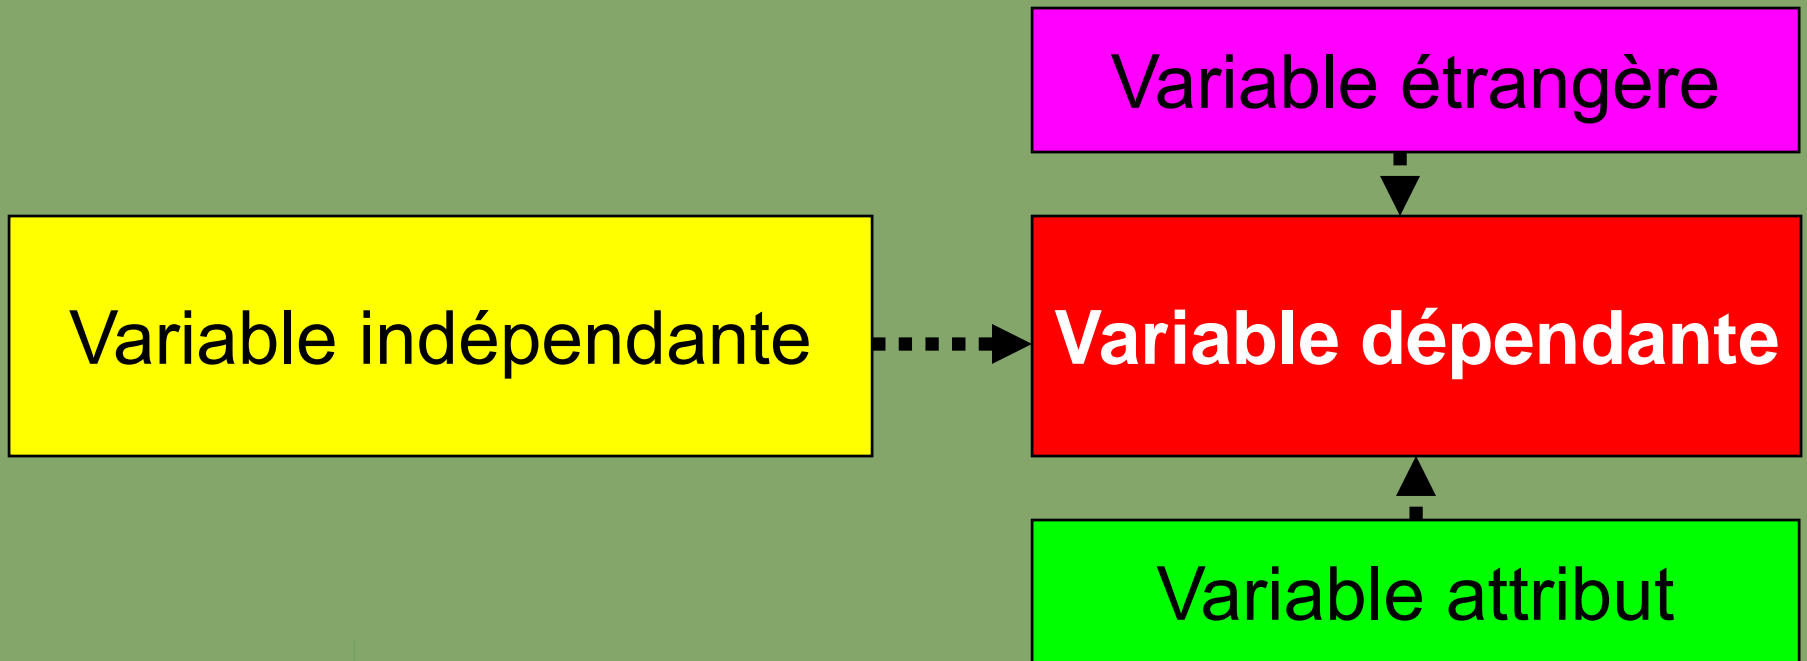 Variable étrangère
Variable indépendante
Variable dépendante
Variable attribut